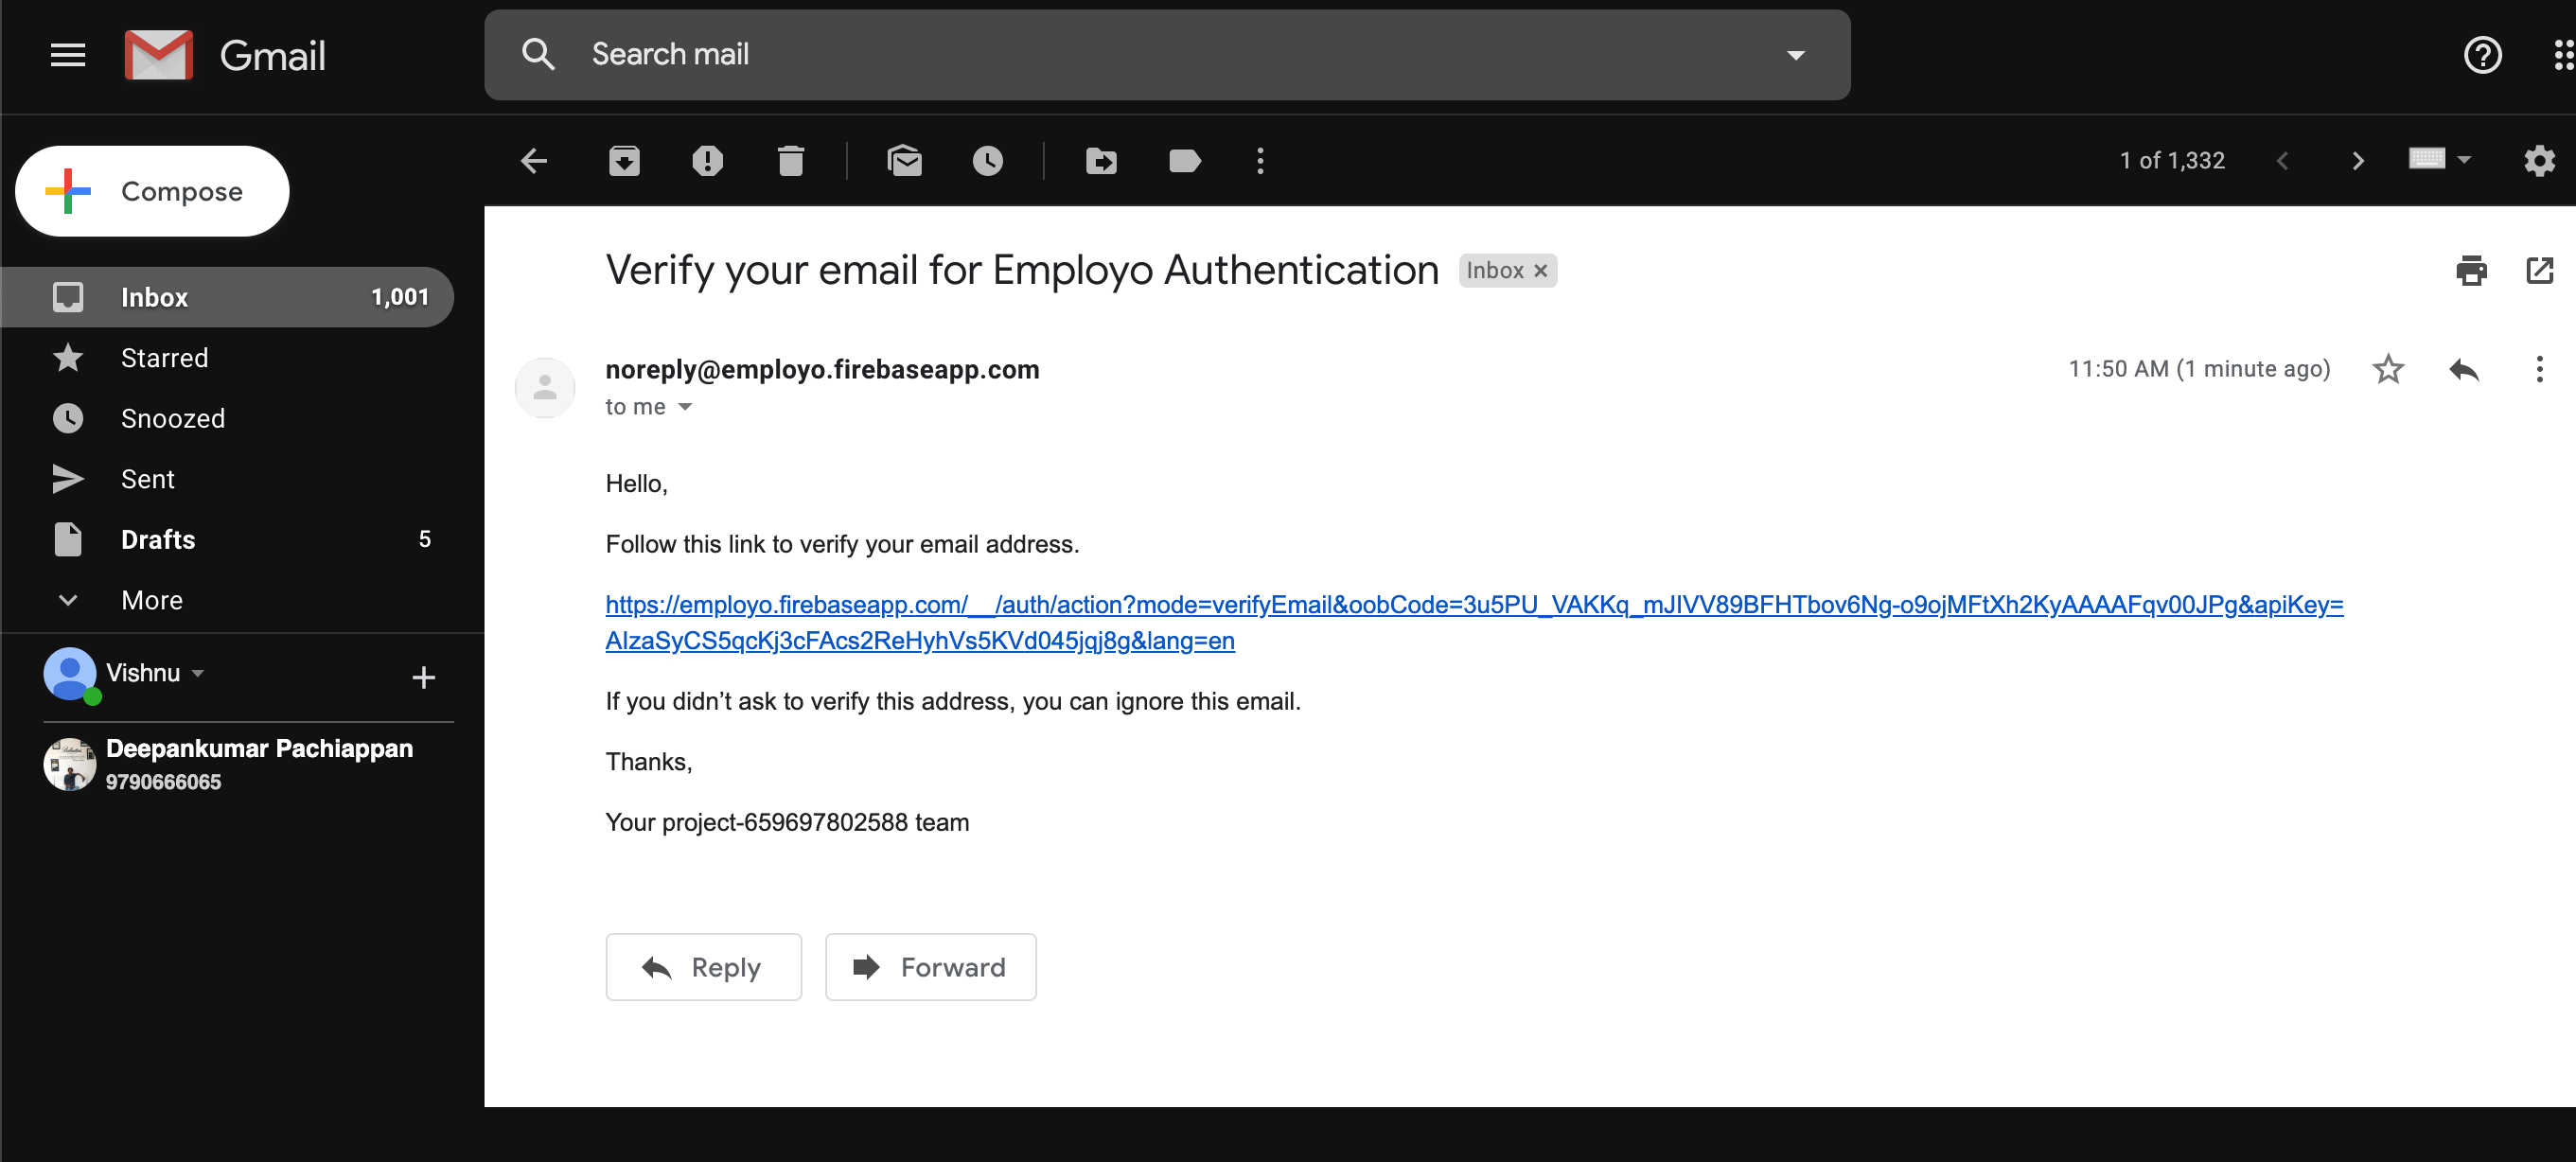 Gmail
Search mail
Compose
1 of 1,332
Inbox 1,001
Starred
Snoozed
Sent
Drafts 5
More
Vishnu
Deepankumar Pachiappan
9790666065
Verify your email for Employo Authentication Inbox ×
noreply@employo.firebaseapp.com 11:50 AM (1 minute ago)
to me
Hello,
Follow this link to verify your email address.
https://employo.firebaseapp.com/__/auth/action?mode=verifyEmail&oobCode=3u5PU_VAKKq_mJIVV89BFHTbov6Ng-o9ojMFtXh2KyAAAAFqv00JPg&apiKey=
AIzaSyCS5qcKj3cFAcs2ReHyhVs5KVd045jqj8g&lang=en
If you didn’t ask to verify this address, you can ignore this email.
Thanks,
Your project-659697802588 team
Reply Forward